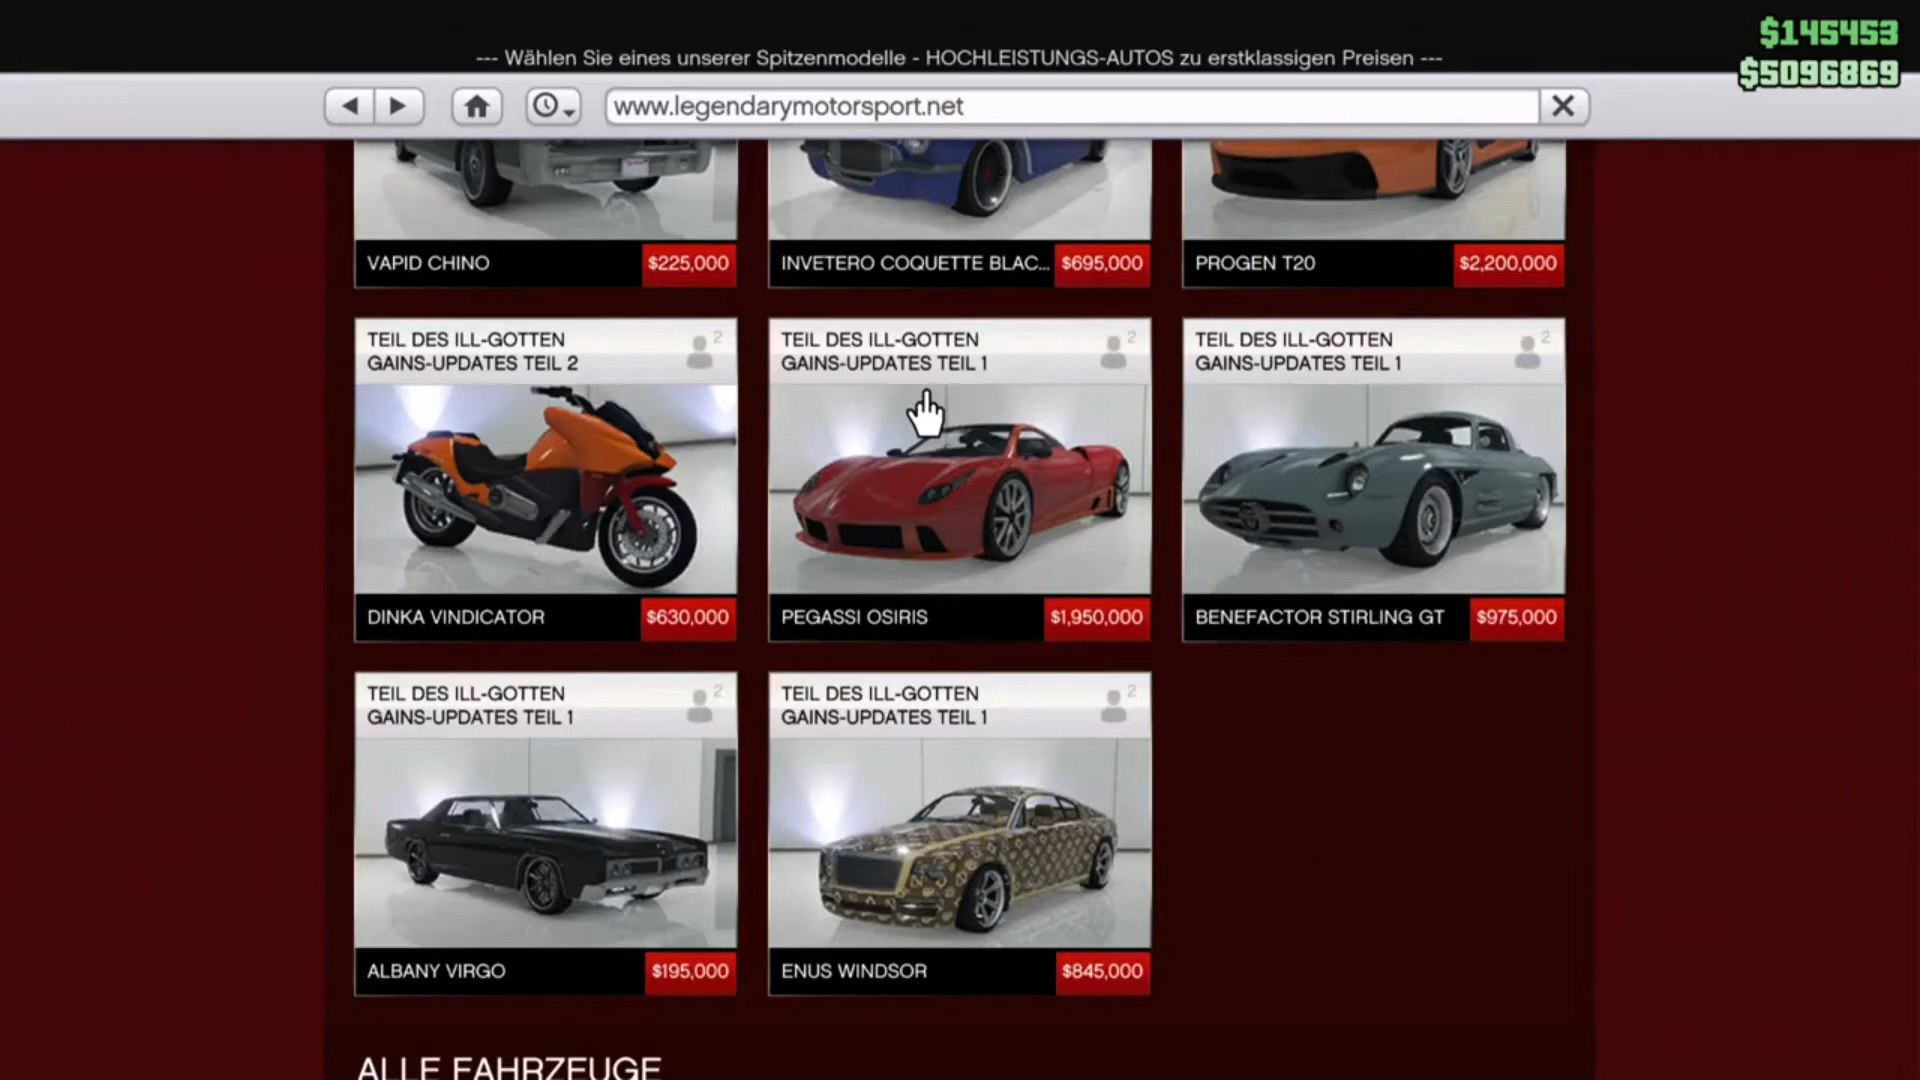 $145453
--- Wählen Sie eines unserer Spitzenmodelle - HOCHLEISTUNGS-AUTOS zu erstklassigen Preisen ---
$5096869
www.legendarymotorsport.net
VAPID CHINO $225,000
INVETERO COQUETTE BLAC... $695,000
PROGEN T20 $2,200,000
TEIL DES ILL-GOTTEN
GAINS-UPDATES TEIL 2
2
DINKA VINDICATOR $630,000
TEIL DES ILL-GOTTEN
GAINS-UPDATES TEIL 1
2
PEGASSI OSIRIS $1,950,000
TEIL DES ILL-GOTTEN
GAINS-UPDATES TEIL 1
2
BENEFACTOR STIRLING GT $975,000
TEIL DES ILL-GOTTEN
GAINS-UPDATES TEIL 1
2
ALBANY VIRGO $195,000
TEIL DES ILL-GOTTEN
GAINS-UPDATES TEIL 1
2
ENUS WINDSOR $845,000
ALLE FAHRZEUGE